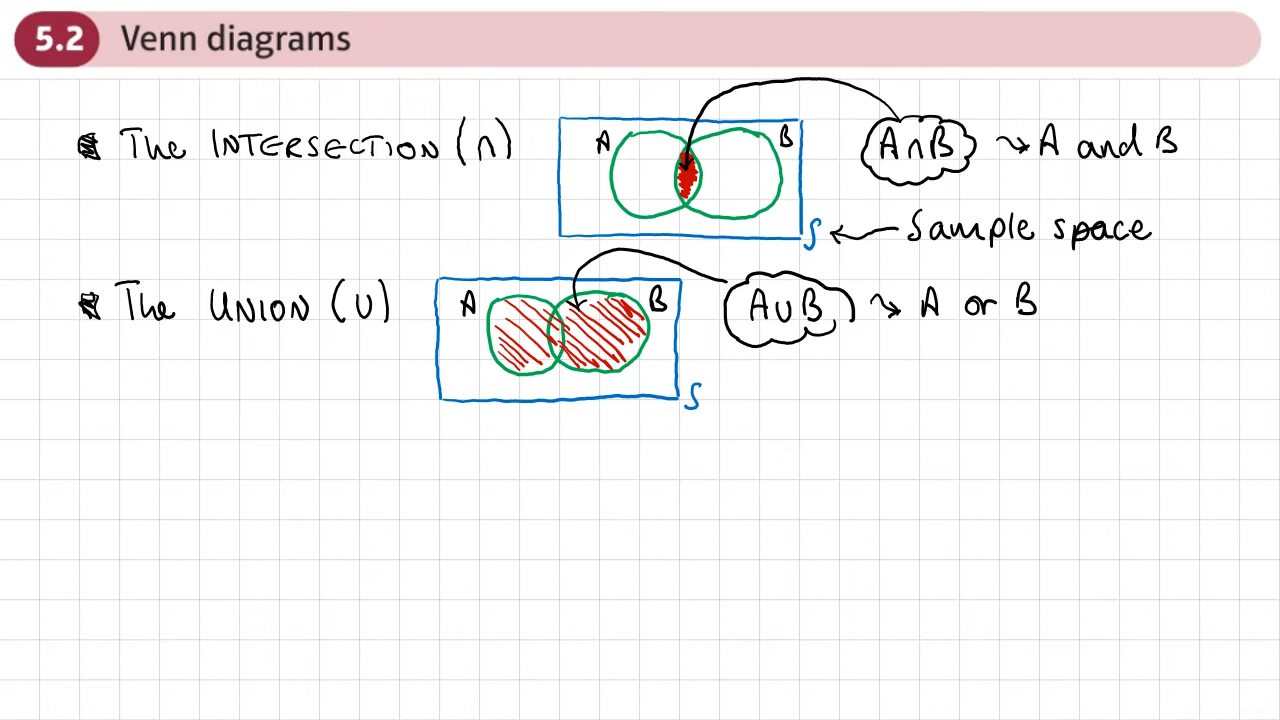 5.2 Venn diagrams
The INTERSECTION (∩) A B A∩B → A and B
S ← Sample space
The UNION (∪) A B A∪B → A or B
S